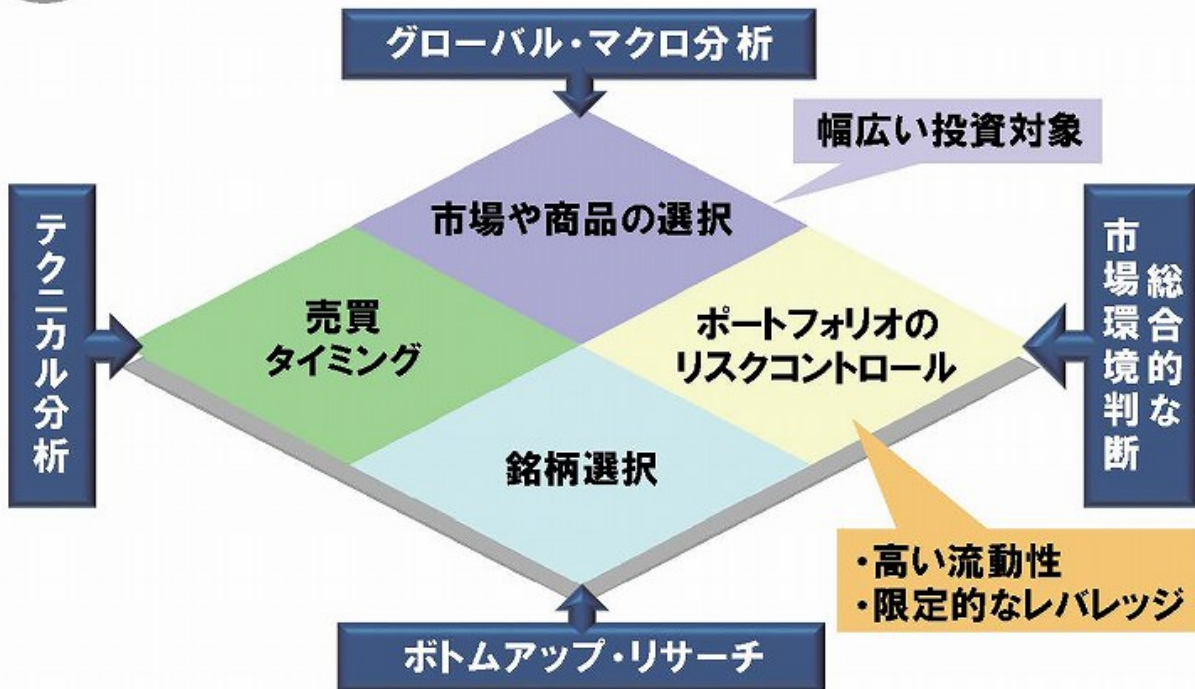 グローバル・マクロ分析
幅広い投資対象
市場や商品の選択
テクニカル分析
売買
タイミング
ポートフォリオの
リスクコントロール
総合的な
市場環境判断
銘柄選択
・高い流動性
・限定的なレバレッジ
ボトムアップ・リサーチ